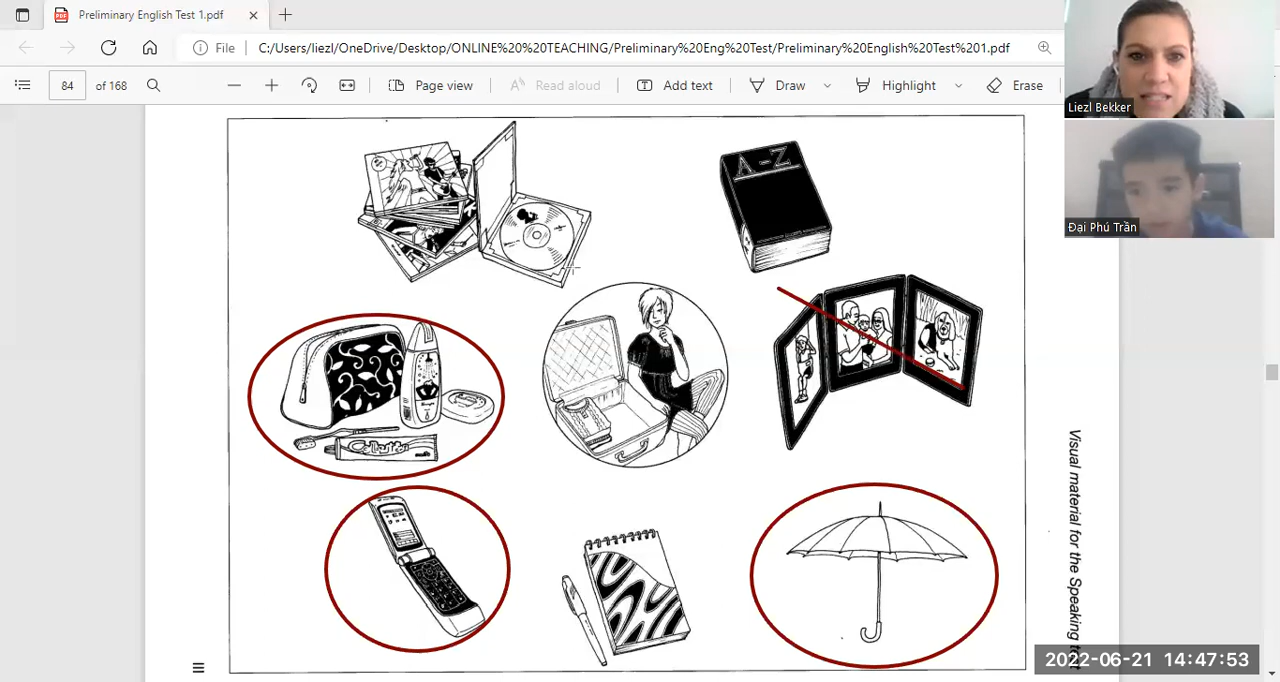 Preliminary English Test 1.pdf
File
C:/Users/liezl/OneDrive/Desktop/ONLINE%20%20TEACHING/Preliminary%20Eng%20Test/Preliminary%20English%20Test%201.pdf
84 of 168
Page view
Read aloud
Add text
Draw
Highlight
Erase
Liezl Bekker
Đại Phú Trần
A-Z
Visual material for the Speaking
2022-06-21 14:47:53